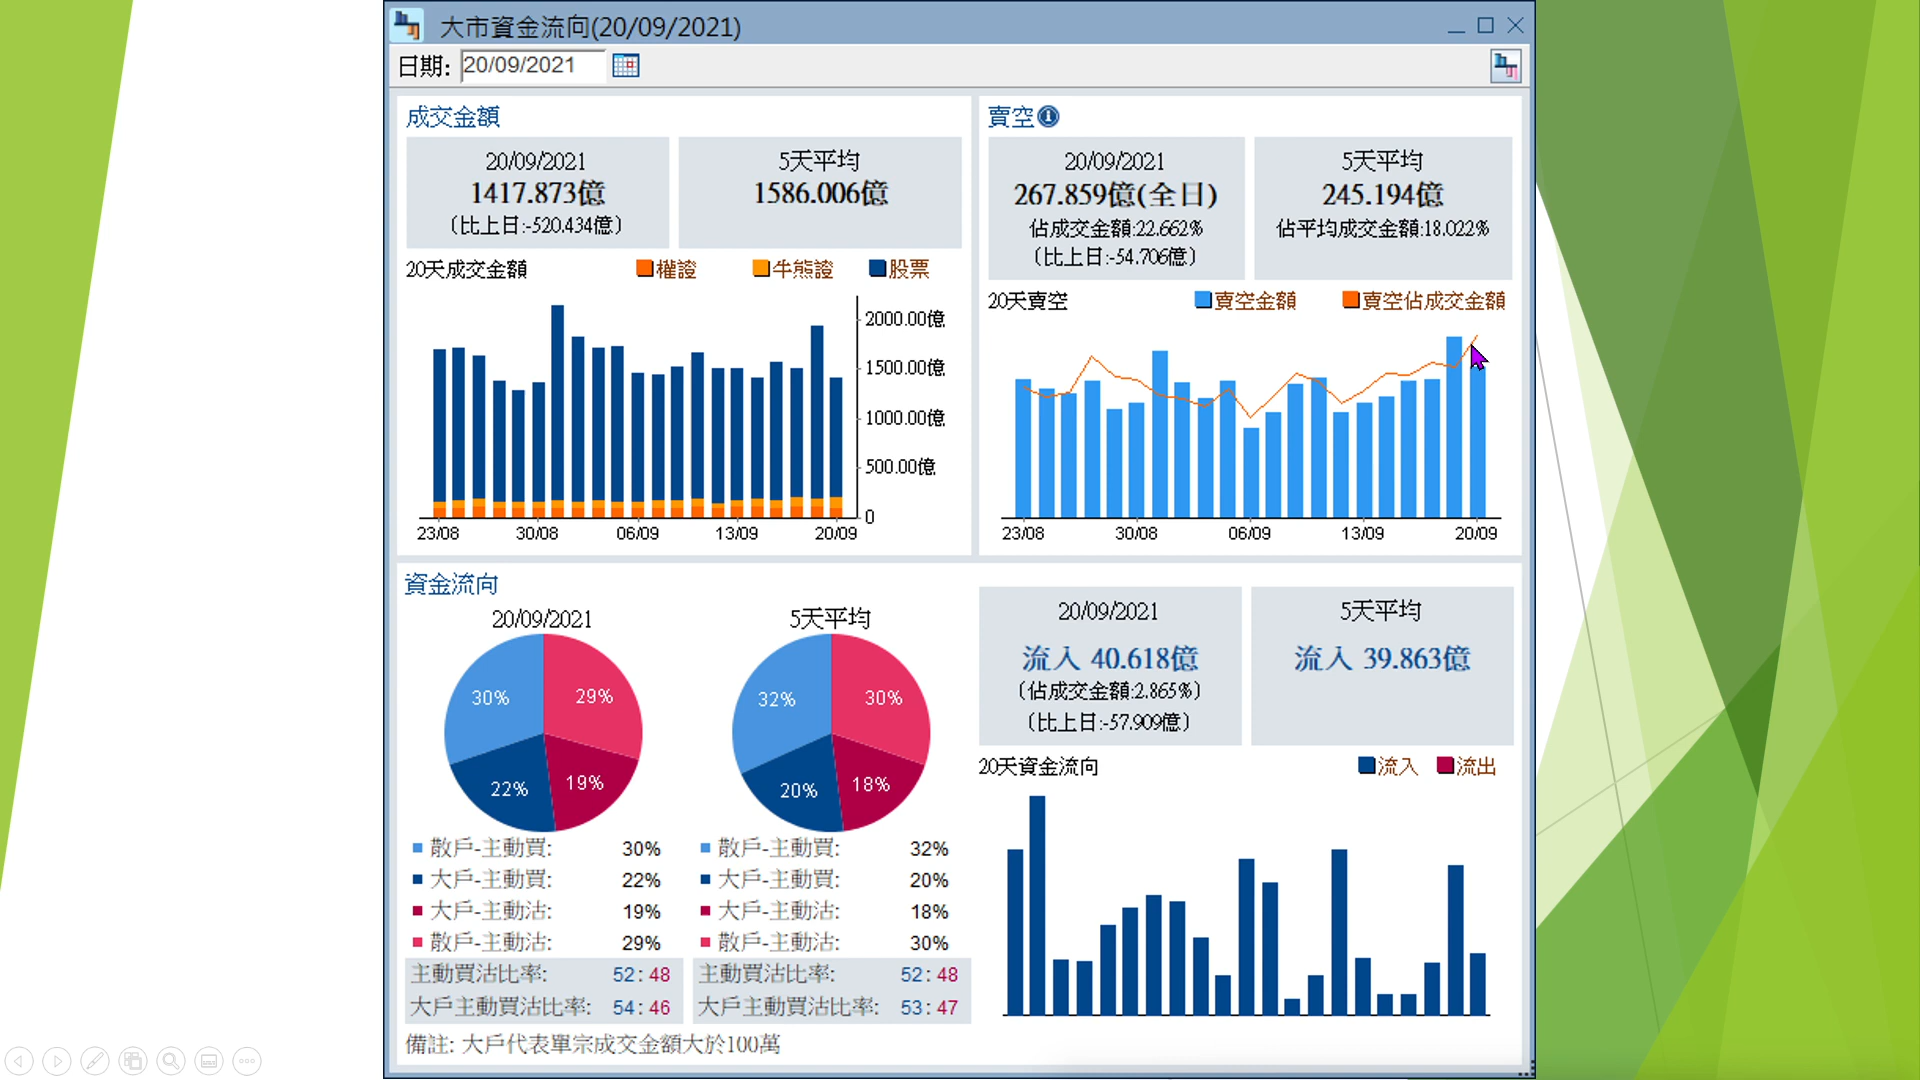 大市資金流向(20/09/2021)
日期: 20/09/2021
成交金額
20/09/2021
1417.873億
(比上日:-520.434億)
5天平均
1586.006億
20天成交金額
權證
牛熊證
股票
2000.00億
1500.00億
1000.00億
500.00億
0
23/08
30/08
06/09
13/09
20/09
賣空
20/09/2021
267.859億(全日)
佔成交金額:22.662%
(比上日:-54.706億)
5天平均
245.194億
佔平均成交金額:18.022%
20天賣空
賣空金額
賣空佔成交金額
23/08
30/08
06/09
13/09
20/09
資金流向
20/09/2021
30%
29%
22%
19%
散戶-主動買: 30%
大戶-主動買: 22%
大戶-主動沽: 19%
散戶-主動沽: 29%
主動買沽比率: 52:48
大戶主動買沽比率: 54:46
5天平均
32%
30%
20%
18%
散戶-主動買: 32%
大戶-主動買: 20%
大戶-主動沽: 18%
散戶-主動沽: 30%
主動買沽比率: 52:48
大戶主動買沽比率: 53:47
備註: 大戶代表單宗成交金額大於100萬
20/09/2021
流入 40.618億
(佔成交金額:2.865%)
(比上日:-57.909億)
5天平均
流入 39.863億
20天資金流向
流入
流出